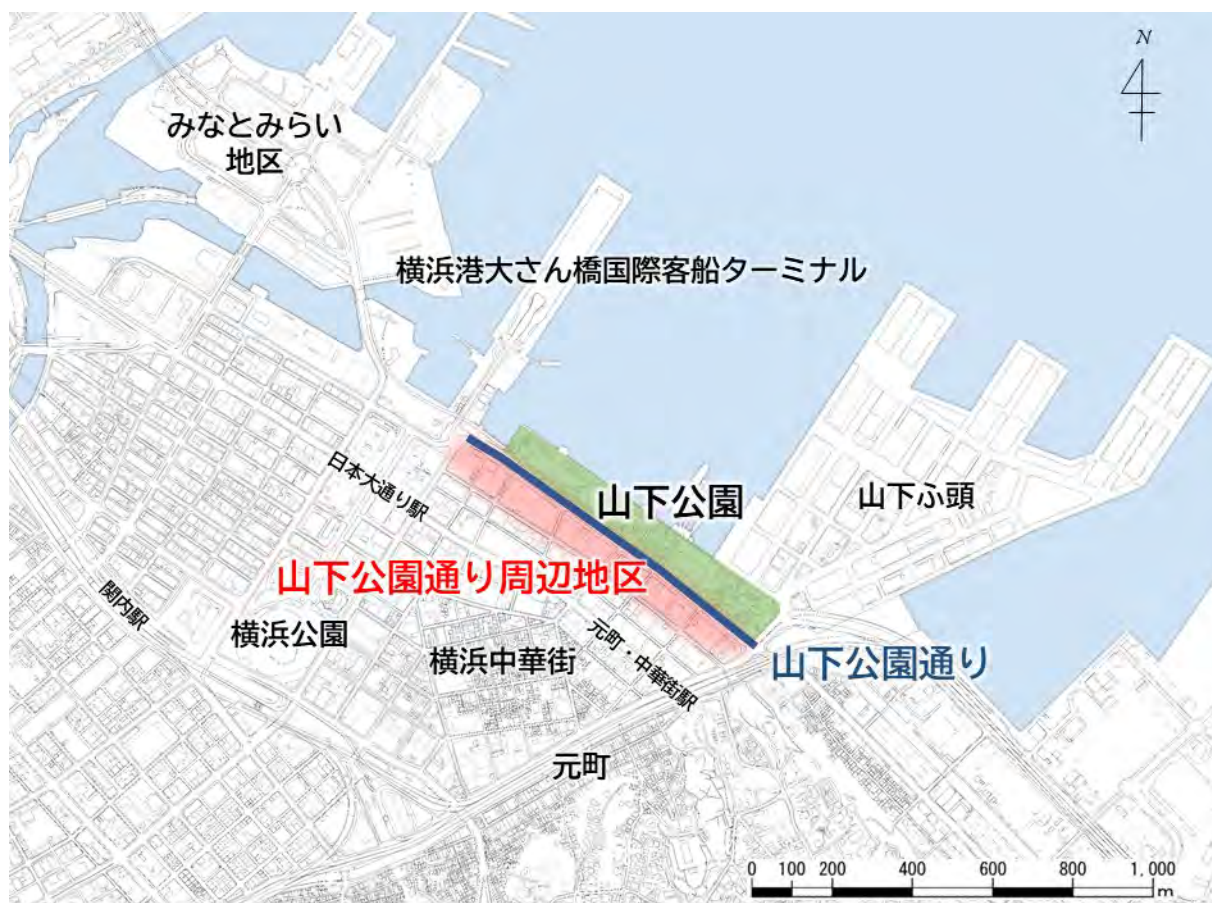 N
みなとみらい
地区
横浜港大さん橋国際客船ターミナル
山下ふ頭
山下公園
日本大通り駅
山下公園通り周辺地区
関内駅
横浜公園
横浜中華街
元町・中華街駅
山下公園通り
元町
0 100 200 400 600 800 1,000
m